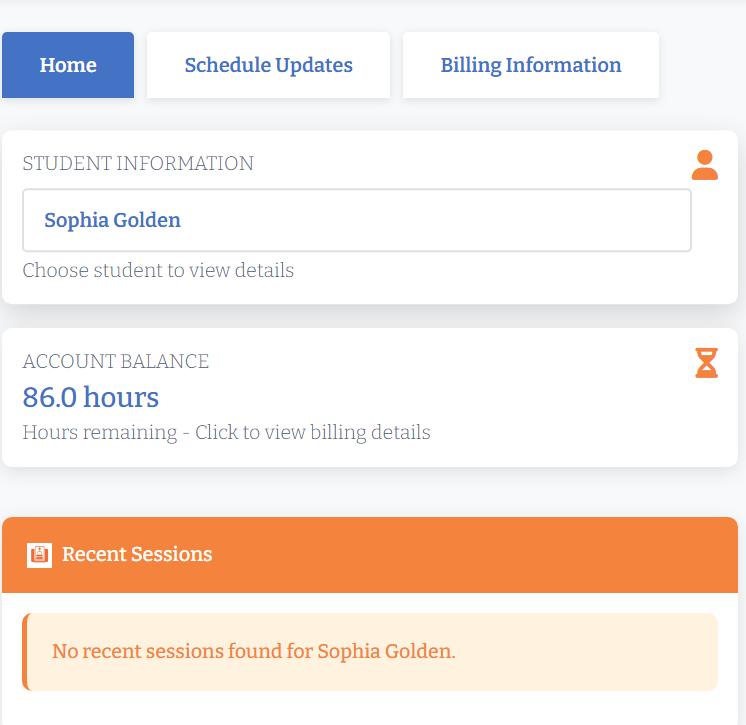 Home
Schedule Updates
Billing Information
STUDENT INFORMATION
Sophia Golden
Choose student to view details
ACCOUNT BALANCE
86.0 hours
Hours remaining - Click to view billing details
Recent Sessions
No recent sessions found for Sophia Golden.